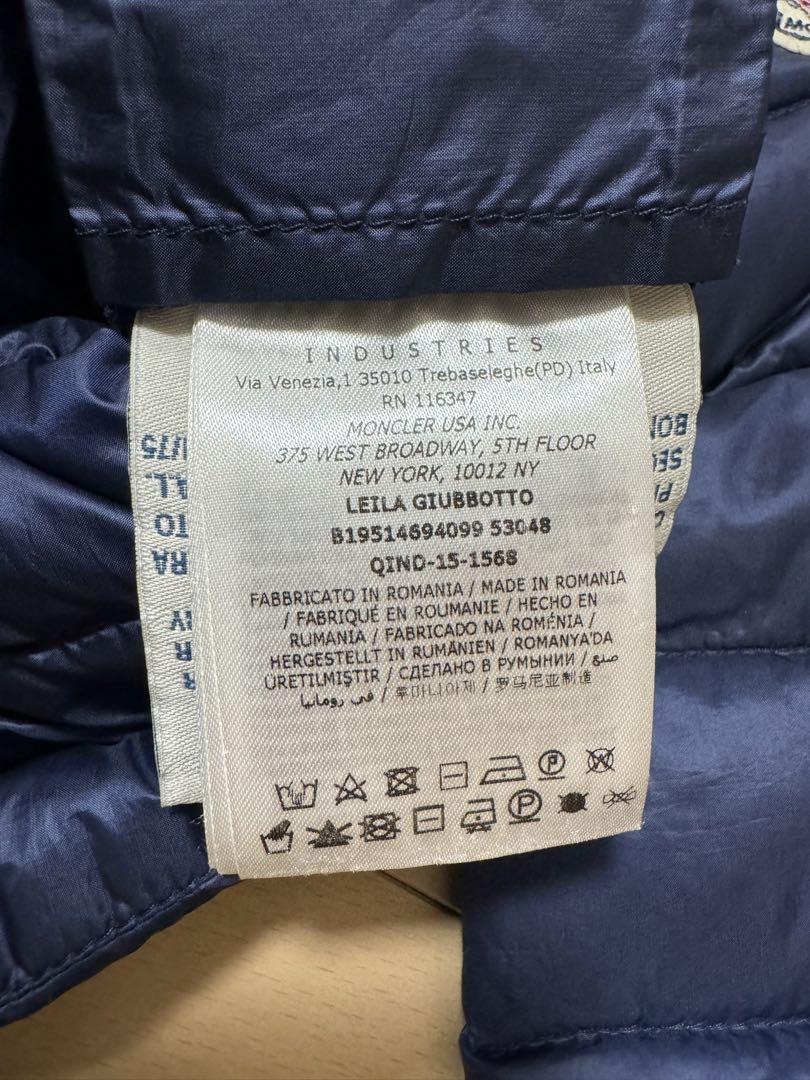 INDUSTRIES
Via Venezia,1 35010 Trebaseleghe(PD) Italy
RN 116347
MONCLER USA INC.
375 WEST BROADWAY, 5TH FLOOR
NEW YORK, 10012 NY
LEILA GIUBBOTTO
B19514694099 53048
QIND-15-1568
FABBRICATO IN ROMANIA / MADE IN ROMANIA
/ FABRIQUÉ EN ROUMANIE / HECHO EN
RUMANÍA / FABRICADO NA ROMÉNIA /
HERGESTELLT IN RUMÄNIEN / ROMANYA'DA
ÜRETILMIŞTIR / СДЕЛАНО В РУМЫНИИ / صنع
في رومانيا / 루마니아제 / 罗马尼亚制造